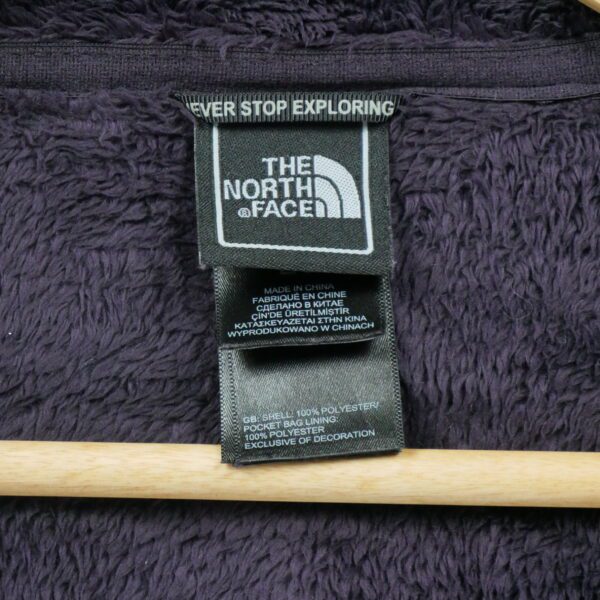 EVER STOP EXPLORING
THE
NORTH
® FACE
MADE IN CHINA
FABRIQUÉ EN CHINE
СДЕЛАНО В КИТАЕ
ÇİN'DE ÜRETİLMİŞTİR
ΚΑΤΑΣΚΕΥΑΖΕΤΑΙ ΣΤΗΝ ΚΙΝΑ
WYPRODUKOWANO W CHINACH
GB: SHELL: 100% POLYESTER/
POCKET BAG LINING:
100% POLYESTER
EXCLUSIVE OF DECORATION